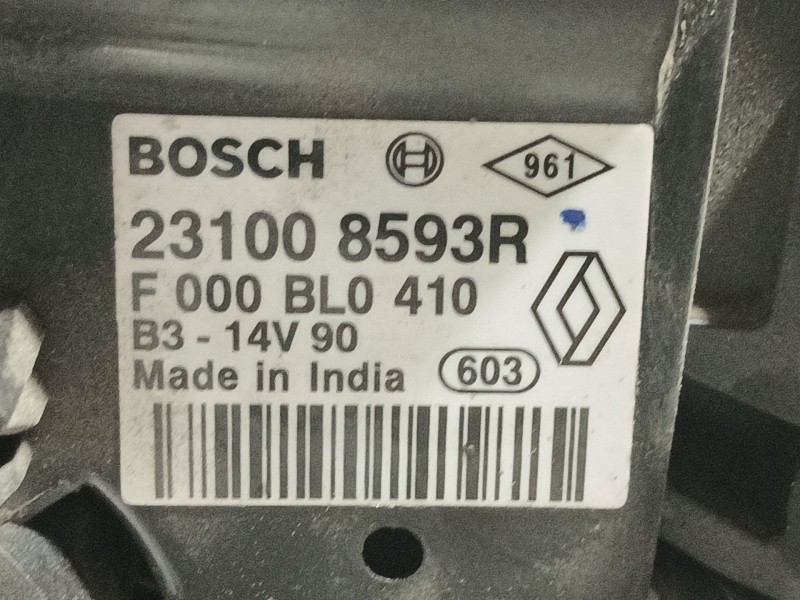 BOSCH 961
23100 8593R
F 000 BL0 410
B3 - 14V 90
Made in India 603